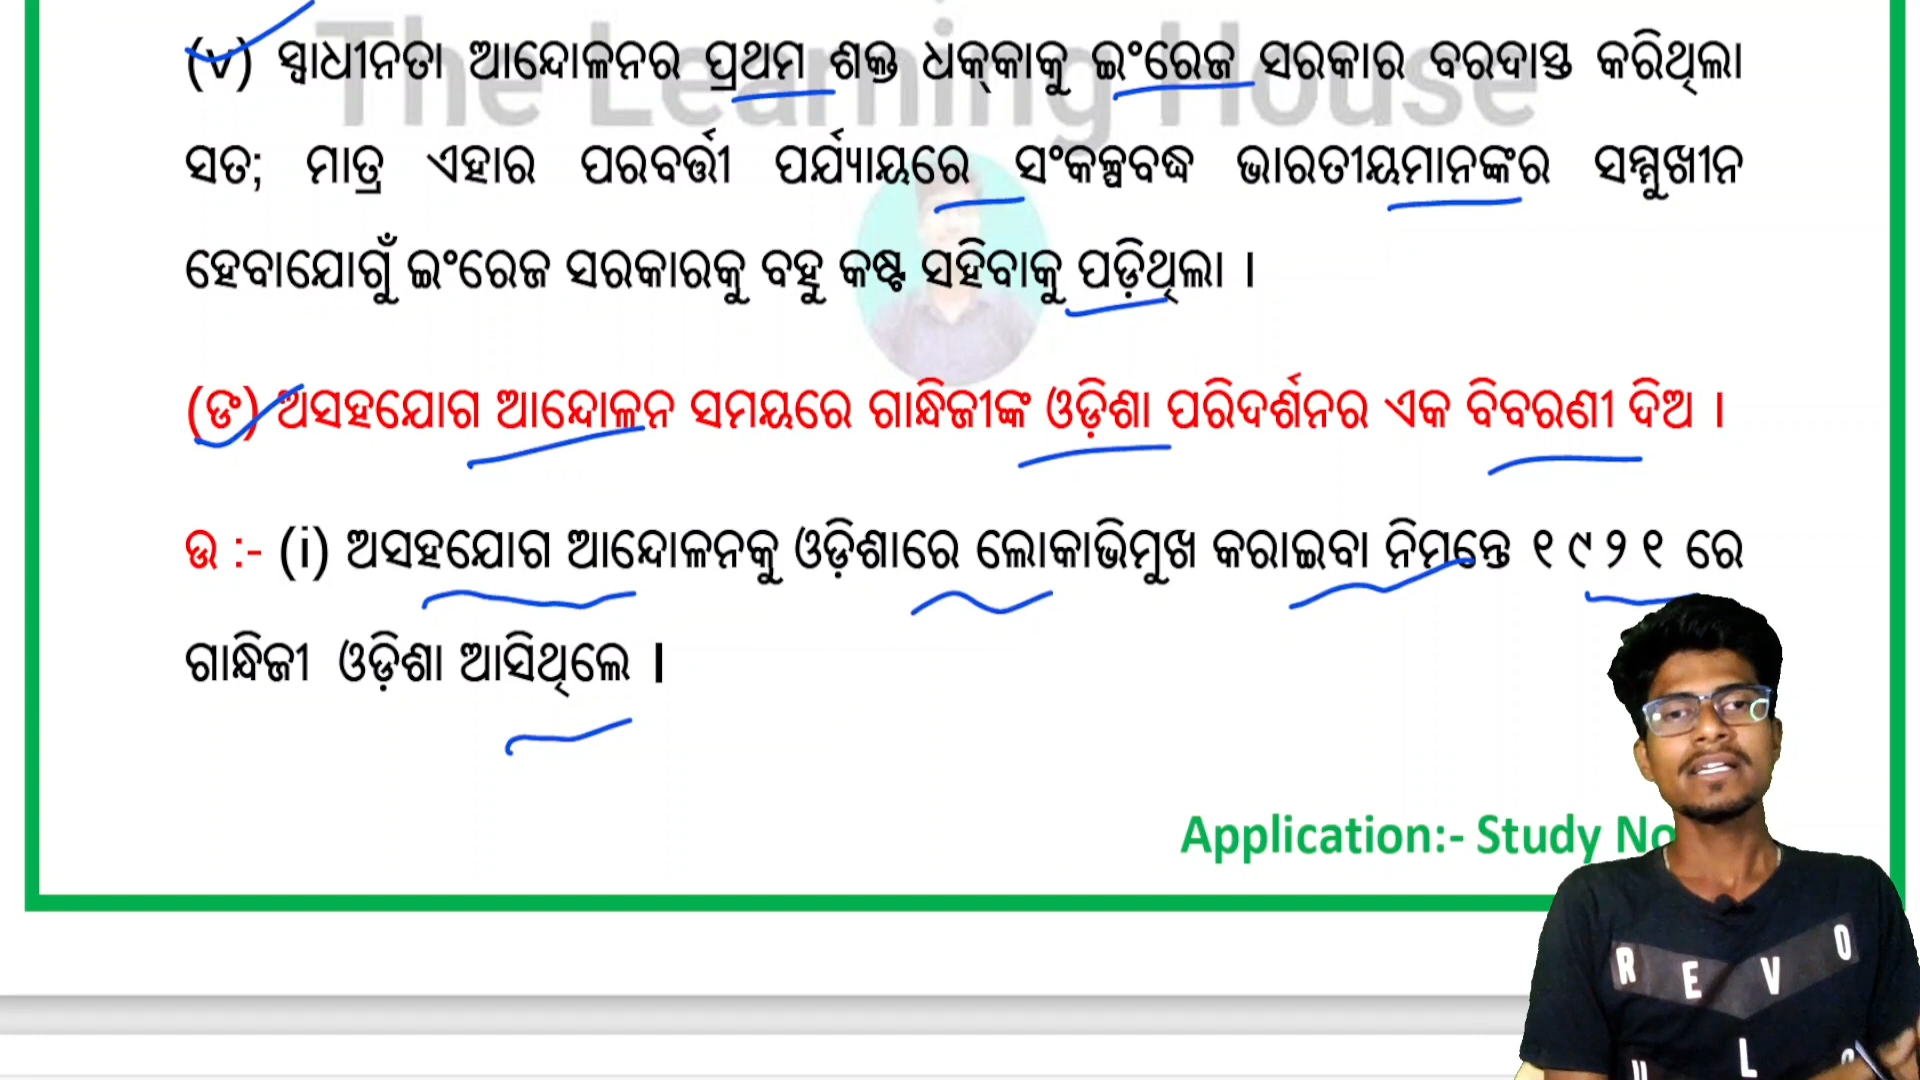 The Learning House
(v) ସ୍ୱାଧୀନତା ଆନ୍ଦୋଳନର ପ୍ରଥମ ଶକ୍ତ ଧକ୍‌କାକୁ ଇଂରେଜ ସରକାର ବରଦାସ୍ତ କରିଥିଲା
ସତ; ମାତ୍ର ଏହାର ପରବର୍ତ୍ତୀ ପର୍ଯ୍ୟାୟରେ ସଂକଳ୍ପବଦ୍ଧ ଭାରତୀୟମାନଙ୍କର ସମ୍ମୁଖୀନ
ହେବାଯୋଗୁଁ ଇଂରେଜ ସରକାରକୁ ବହୁ କଷ୍ଟ ସହିବାକୁ ପଡ଼ିଥିଲା ।
(ଙ) ଅସହଯୋଗ ଆନ୍ଦୋଳନ ସମୟରେ ଗାନ୍ଧିଜୀଙ୍କ ଓଡ଼ିଶା ପରିଦର୍ଶନର ଏକ ବିବରଣୀ ଦିଅ ।
ଉ :- (i) ଅସହଯୋଗ ଆନ୍ଦୋଳନକୁ ଓଡ଼ିଶାରେ ଲୋକାଭିମୁଖ କରାଇବା ନିମନ୍ତେ ୧୯୨୧ ରେ
ଗାନ୍ଧିଜୀ ଓଡ଼ିଶା ଆସିଥିଲେ ।
Application:- Study No
R E V O
L